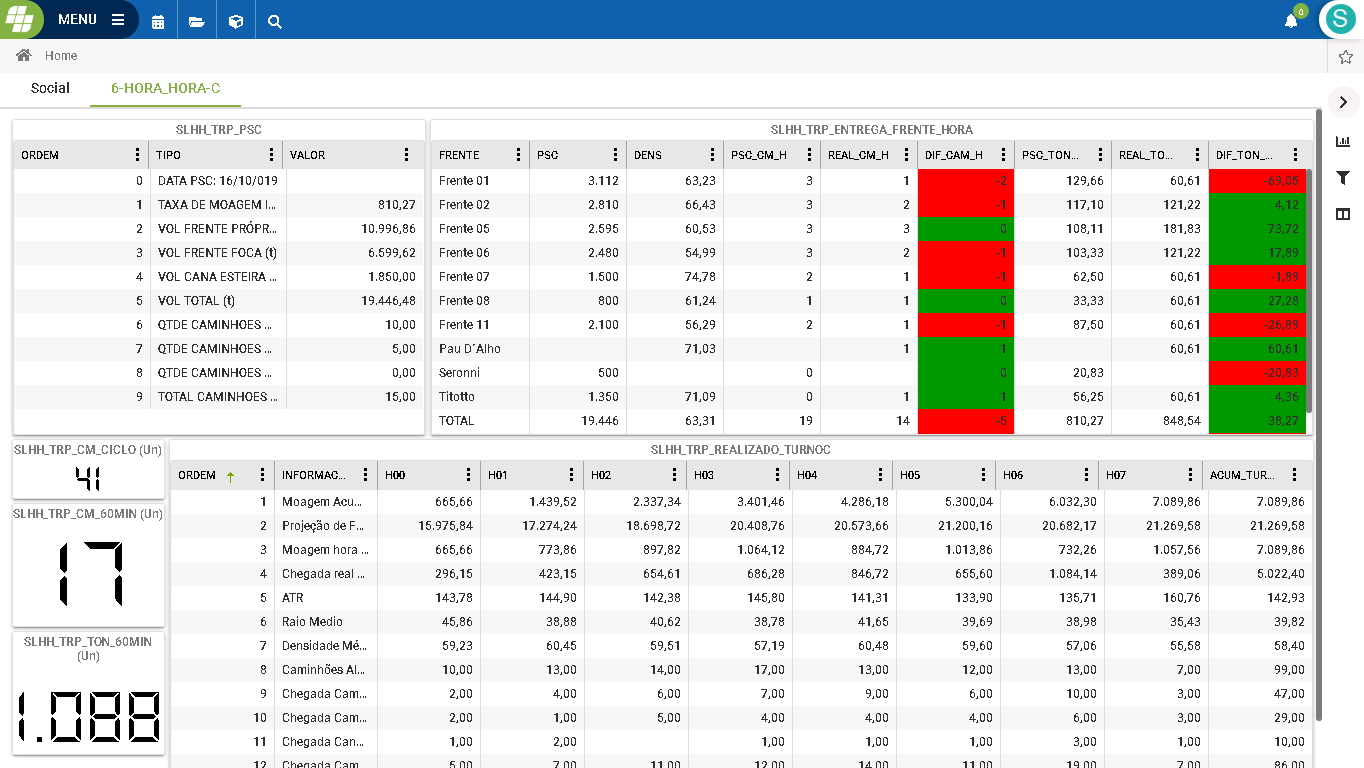 MENU
0
S
Home
Social 6-HORA_HORA-C
SLHH_TRP_PSC
ORDEM TIPO VALOR
0 DATA PSC: 16/10/019
1 TAXA DE MOAGEM I... 810,27
2 VOL FRENTE PRÓPR... 10.996,86
3 VOL FRENTE FOCA (t) 6.599,62
4 VOL CANA ESTEIRA ... 1.850,00
5 VOL TOTAL (t) 19.446,48
6 QTDE CAMINHOES ... 10,00
7 QTDE CAMINHOES ... 5,00
8 QTDE CAMINHOES ... 0,00
9 TOTAL CAMINHOES ... 15,00
SLHH_TRP_ENTREGA_FRENTE_HORA
FRENTE PSC DENS PSC_CM_H REAL_CM_H DIF_CAM_H PSC_TON... REAL_TO... DIF_TON_...
Frente 01 3.112 63,23 3 1 -2 129,66 60,61 69,05
Frente 02 2.810 66,43 3 2 -1 117,10 121,22 4,12
Frente 05 2.595 60,53 3 3 0 108,11 181,83 73,72
Frente 06 2.480 54,99 3 2 -1 103,33 121,22 17,89
Frente 07 1.500 74,78 2 1 -1 62,50 60,61 -1,89
Frente 08 800 61,24 1 1 0 33,33 60,61 27,28
Frente 11 2.100 56,29 2 1 -1 87,50 60,61 -26,89
Pau D´Alho 71,03 1 1 60,61 60,61
Seronni 500 0 0 20,83 -20,83
Titotto 1.350 71,09 0 1 1 56,25 60,61 4,36
TOTAL 19.446 63,31 19 14 -5 810,27 848,54 38,27
SLHH_TRP_CM_CICLO (Un)
41
SLHH_TRP_CM_60MIN (Un)
17
SLHH_TRP_TON_60MIN
(Un)
1.088
SLHH_TRP_REALIZADO_TURNOC
ORDEM INFORMAC... H00 H01 H02 H03 H04 H05 H06 H07 ACUM_TUR...
1 Moagem Acu... 665,66 1.439,52 2.337,34 3.401,46 4.286,18 5.300,04 6.032,30 7.089,86 7.089,86
2 Projeção de F... 15.975,84 17.274,24 18.698,72 20.408,76 20.573,66 21.200,16 20.682,17 21.269,58 21.269,58
3 Moagem hora ... 665,66 773,86 897,82 1.064,12 884,72 1.013,86 732,26 1.057,56 7.089,86
4 Chegada real ... 296,15 423,15 654,61 686,28 846,72 655,60 1.084,14 389,06 5.022,40
5 ATR 143,78 144,90 142,38 145,80 141,31 133,90 135,71 160,76 142,93
6 Raio Medio 45,86 38,88 40,62 38,78 41,65 39,69 38,98 35,43 39,82
7 Densidade Mé... 59,23 60,45 59,51 57,19 60,48 59,60 57,06 55,58 58,40
8 Caminhões Al... 10,00 13,00 14,00 17,00 13,00 12,00 13,00 7,00 99,00
9 Chegada Cam... 2,00 4,00 6,00 7,00 9,00 6,00 10,00 3,00 47,00
10 Chegada Cam... 2,00 1,00 5,00 4,00 4,00 4,00 6,00 3,00 29,00
11 Chegada Can... 1,00 2,00 1,00 1,00 1,00 3,00 1,00 10,00
12 Chegada Cam... 5,00 7,00 11,00 12,00 14,00 11,00 19,00 7,00 86,00